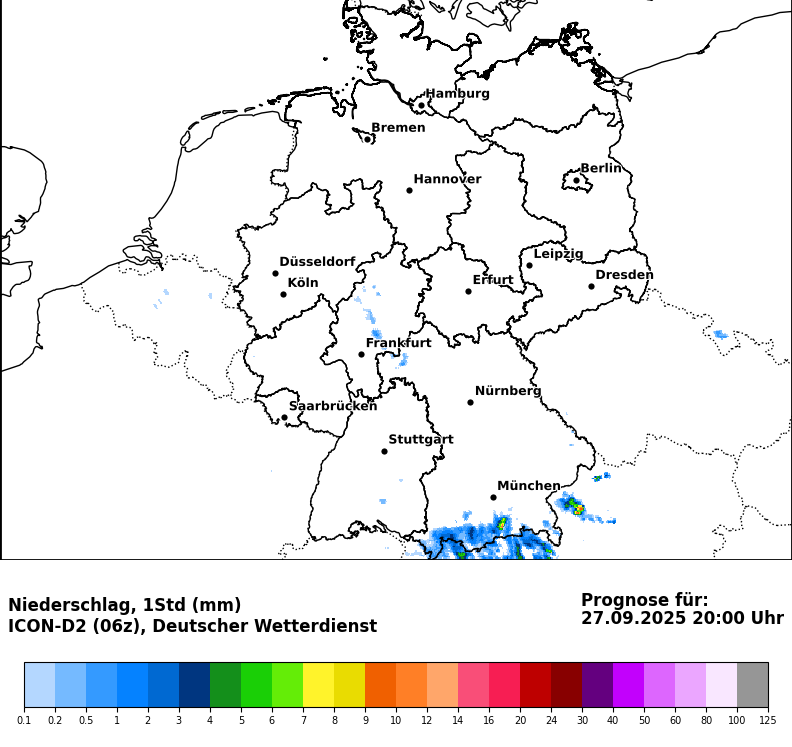 Hamburg
Bremen
Berlin
Hannover
Leipzig
Düsseldorf
Dresden
Köln
Erfurt
Frankfurt
Nürnberg
Saarbrücken
Stuttgart
München
Niederschlag, 1Std (mm)
ICON-D2 (06z), Deutscher Wetterdienst
Prognose für:
27.09.2025 20:00 Uhr
0.1 0.2 0.5 1 2 3 4 5 6 7 8 9 10 12 14 16 20 24 30 40 50 60 80 100 125